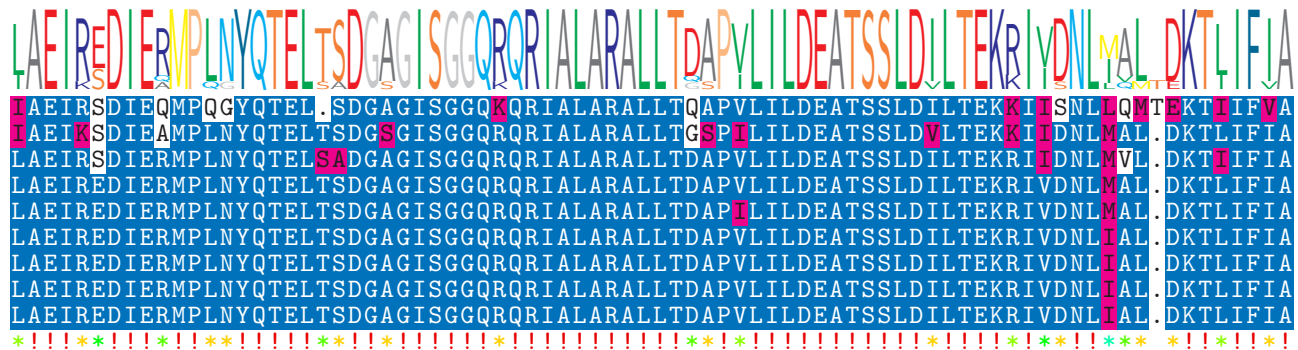 LAEIREDIERMPLNYQTELTSDGAGISGGQRQRIALARALLTDAPVLILDEATSSLDILTEKRIVDNLMAL DKTLIFIA
IAEIRSDIEQMPQGYQTEL.SDGAGISGGQKQRIALARALLTQAPVLILDEATSSLDILTEKKIISNLLQMTEKTIIFVA
IAEIKSDIEAMPLNYQTELTSDGSGISGGQRQRIALARALLTGSPILILDEATSSLDVLTEKKIIDNLMAL.DKTLIFIA
LAEIRSDIERMPLNYQTELSADGAGISGGQRQRIALARALLTDAPVLILDEATSSLDILTEKRIIDNLMVL.DKTIIFIA
LAEIREDIERMPLNYQTELTSDGAGISGGQRQRIALARALLTDAPVLILDEATSSLDILTEKRIVDNLMAL.DKTLIFIA
LAEIREDIERMPLNYQTELTSDGAGISGGQRQRIALARALLTDAPILILDEATSSLDILTEKRIVDNLMAL.DKTLIFIA
LAEIREDIERMPLNYQTELTSDGAGISGGQRQRIALARALLTDAPVLILDEATSSLDILTEKRIVDNLIAL.DKTLIFIA
LAEIREDIERMPLNYQTELTSDGAGISGGQRQRIALARALLTDAPVLILDEATSSLDILTEKRIVDNLIAL.DKTLIFIA
LAEIREDIERMPLNYQTELTSDGAGISGGQRQRIALARALLTDAPVLILDEATSSLDILTEKRIVDNLIAL.DKTLIFIA
LAEIREDIERMPLNYQTELTSDGAGISGGQRQRIALARALLTDAPVLILDEATSSLDILTEKRIVDNLIAL.DKTLIFIA
*!!!**!!!*!!**!!!!!**!!*!!!!!!*!!!!!!!!!!!**!*!!!!!!!!!!!*!!!!*!**!!*** *!!*!!*!